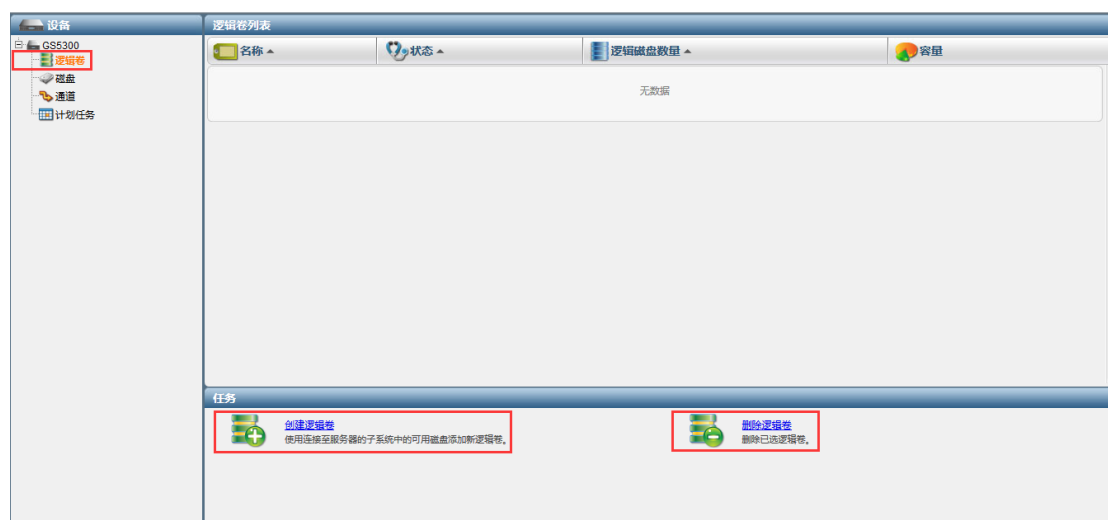 设备
GS5300
逻辑卷
磁盘
通道
计划任务
逻辑卷列表
名称 状态 逻辑磁盘数量 容量
无数据
任务
创建逻辑卷
使用连接至服务器的子系统中的可用磁盘添加新逻辑卷。
删除逻辑卷
删除已选逻辑卷。